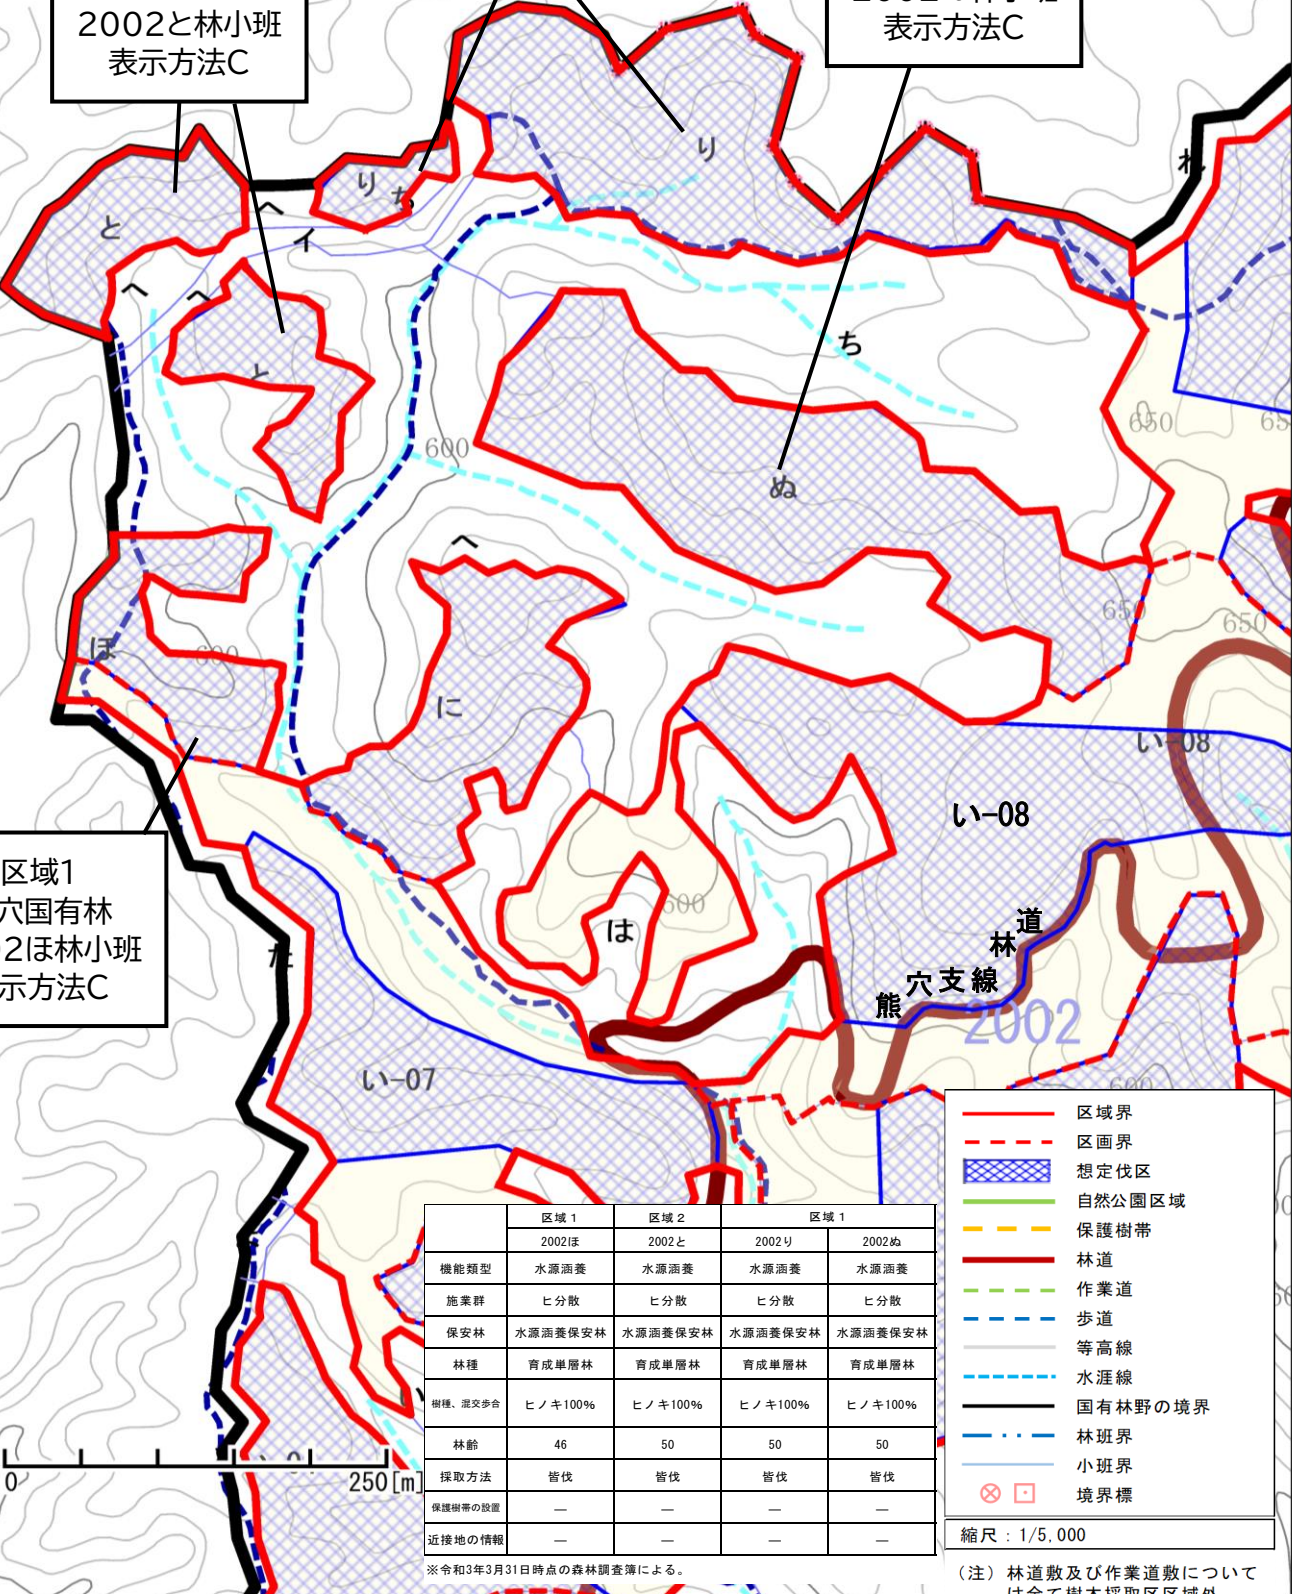 2002と林小班
表示方法C
表示方法C
り
れ
と
り
ち
へ
イ
へ
へ
と
ち
600
650
ぬ
へ
650
650
ほ
600
に
い-08
い-08
区域1
穴国有林
2ほ林小班
示方法C
600
は
た
熊穴支線林道
2002
い-07
600
区域界
区画界
想定伐区
自然公園区域
保護樹帯
林道
作業道
歩道
等高線
水涯線
国有林野の境界
林班界
小班界
境界標
縮尺：1/5,000
(注) 林道敷及び作業道敷について
区域1 区域2 区域1
2002ほ 2002と 2002り 2002ぬ
機能類型 水源涵養 水源涵養 水源涵養 水源涵養
施業群 ヒ分散 ヒ分散 ヒ分散 ヒ分散
保安林 水源涵養保安林 水源涵養保安林 水源涵養保安林 水源涵養保安林
林種 育成単層林 育成単層林 育成単層林 育成単層林
樹種、混交歩合 ヒノキ100% ヒノキ100% ヒノキ100% ヒノキ100%
林齢 46 50 50 50
採取方法 皆伐 皆伐 皆伐 皆伐
保護樹帯の設置 ― ― ― ―
近接地の情報 ― ― ― ―
※令和3年3月31日時点の森林調査簿による。
0 250[m]